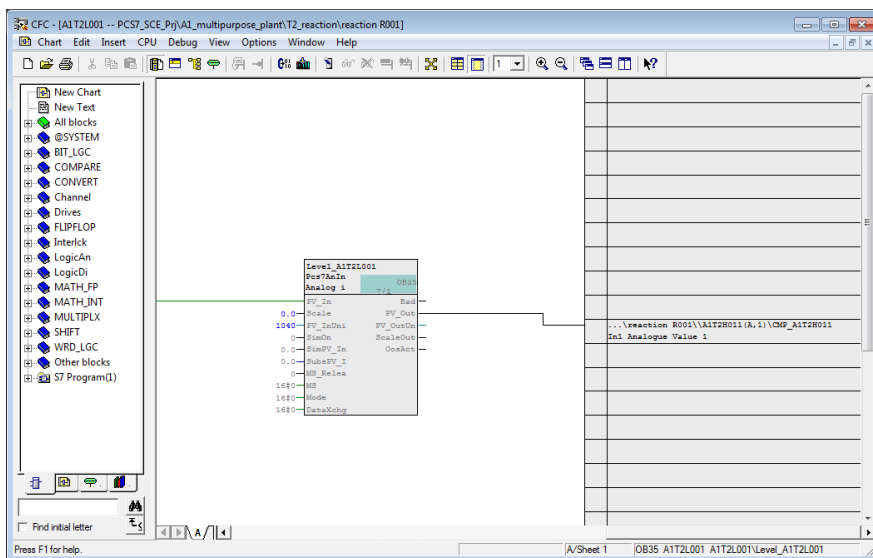 CFC - [A1T2L001 -- PCS7_SCE_Prj\A1_multipurpose_plant\T2_reaction\reaction R001]
Chart Edit Insert CPU Debug View Options Window Help
1
New Chart
New Text
All blocks
@SYSTEM
BIT_LGC
COMPARE
CONVERT
Channel
Drives
FLIPFLOP
Interlck
LogicAn
LogicDi
MATH_FP
MATH_INT
MULTIPLX
SHIFT
WRD_LGC
Other blocks
S7 Program(1)
Find initial letter
Level_A1T2L001
Pcs7AnIn
Analog i OB35
7/1
PV_In Bad
0.0 Scale PV_Out
1040 PV_InUni PV_OutUn
0 SimOn ScaleOut
0.0 SimPV_In OosAct
0.0 SubsPV_I
0 MS_Relea
16#0 MS
16#0 Mode
16#0 DataXchg
...\reaction R001\\A1T2H011(A,1)\CMP_A1T2H011
In1 Analogue Value 1
A
Press F1 for help.
A/Sheet 1
OB35 A1T2L001 A1T2L001\Level_A1T2L001